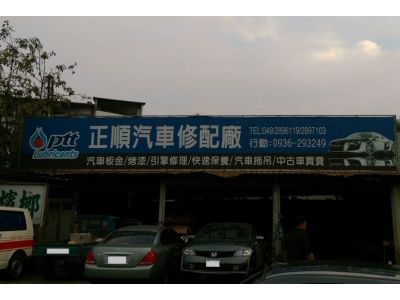 ptt
Lubricants
正順汽車修配廠
TEL:049/2896119/2897103
行動:0936-293249
汽車板金/烤漆/引擎修理/快速保養/汽車拖吊/中古車買賣
檳榔